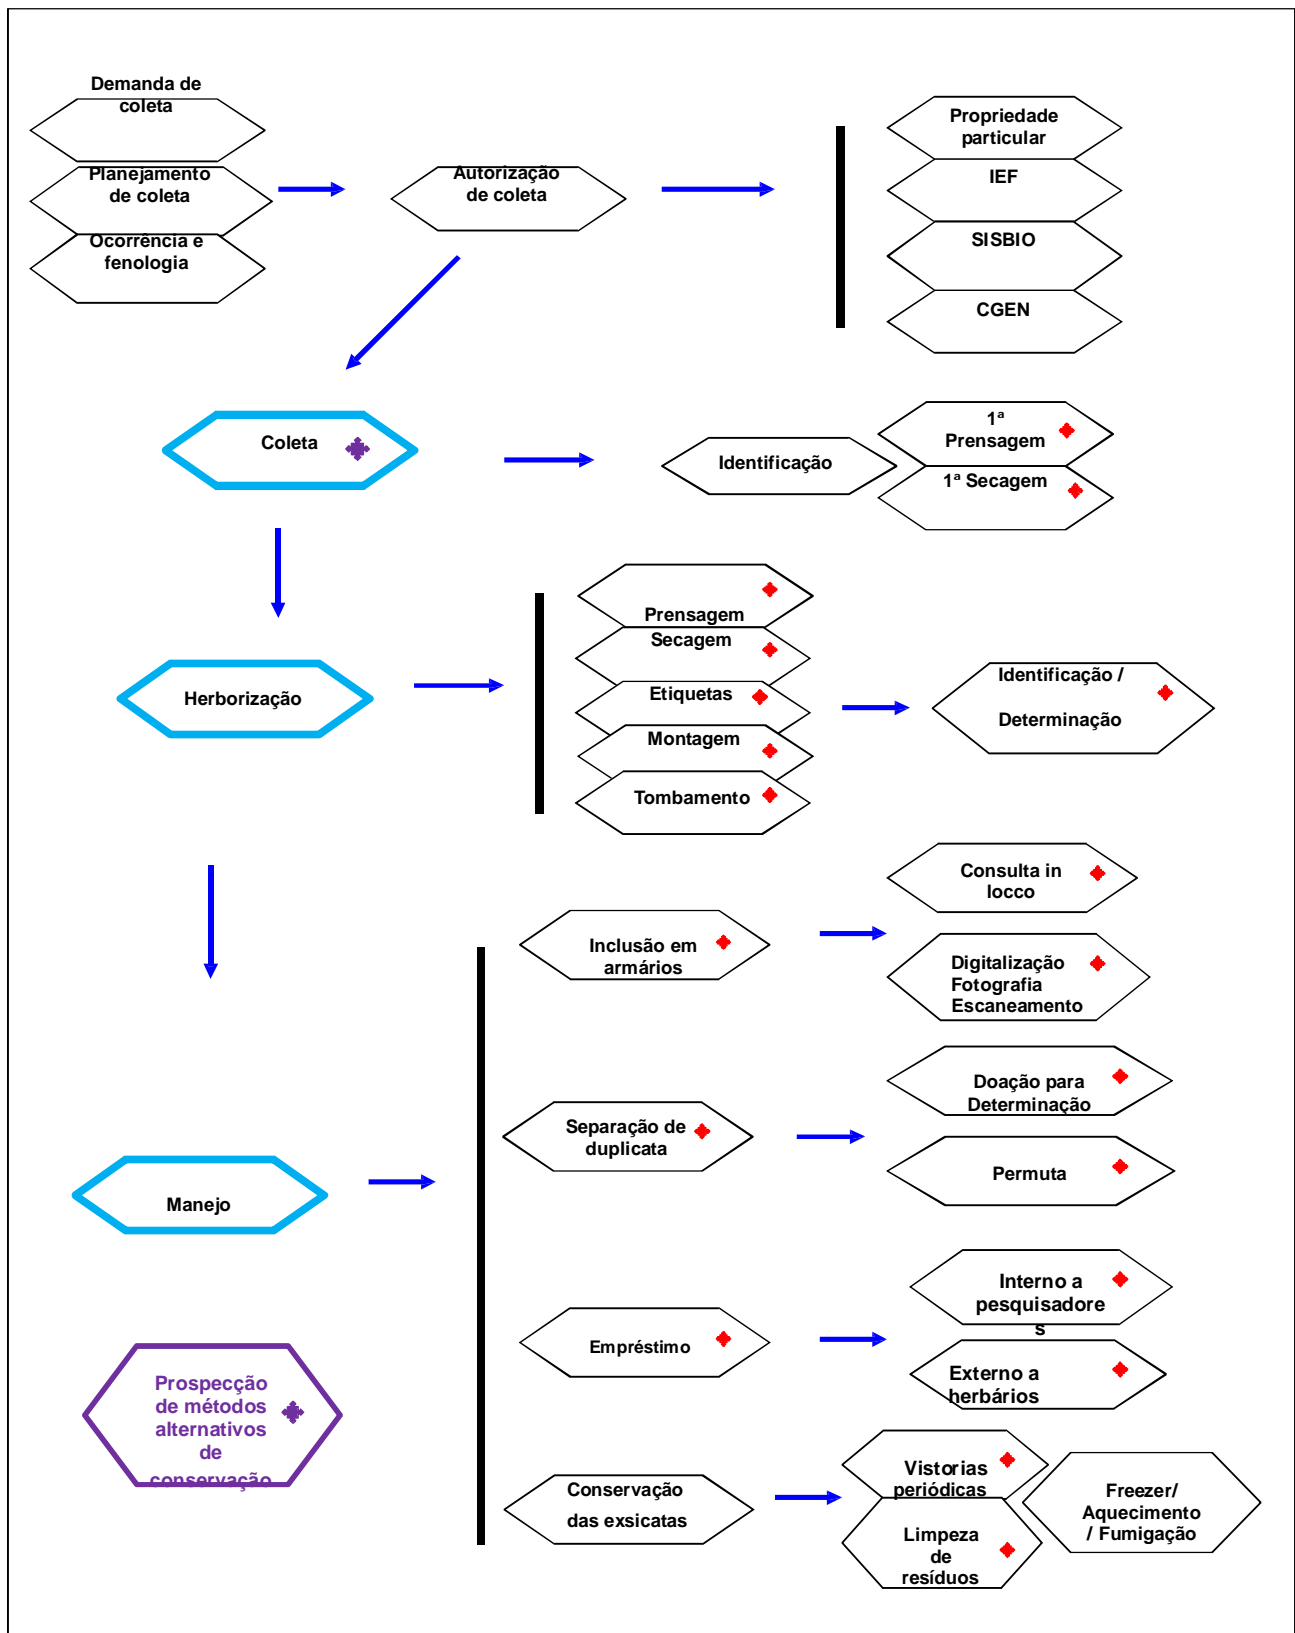 Demanda de
coleta
Planejamento
de coleta
Ocorrência e
fenologia
Autorização
de coleta
Propriedade
particular
IEF
SISBIO
CGEN
Coleta
Identificação
1ª
Prensagem
1ª Secagem
Herborização
Prensagem
Secagem
Etiquetas
Montagem
Tombamento
Identificação /
Determinação
Manejo
Inclusão em
armários
Consulta in
locco
Digitalização
Fotografia
Escaneamento
Separação de
duplicata
Doação para
Determinação
Permuta
Empréstimo
Interno a
pesquisadore
s
Externo a
herbários
Prospecção
de métodos
alternativos
de
conservação
Conservação
das exsicatas
Vistorias
periódicas
Limpeza
de
resíduos
Freezer/
Aquecimento
/ Fumigação